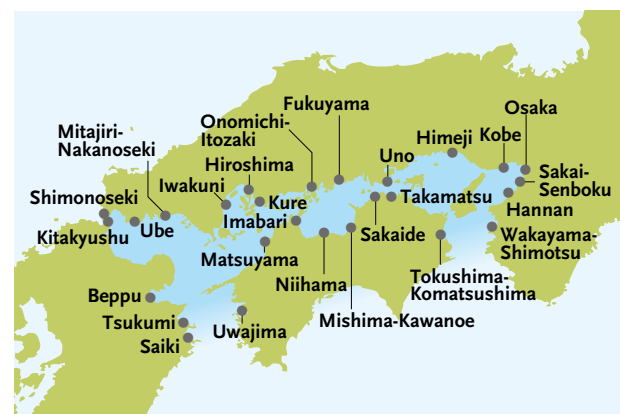 Osaka
Fukuyama
Onomichi-
Itozaki
Mitajiri-
Nakanoseki
Himeji
Kobe
Hiroshima
Uno
Sakai-
Senboku
Iwakuni
Shimonoseki
Kure
Takamatsu
Hannan
Kitakyushu
Ube
Imabari
Sakaide
Wakayama-
Shimotsu
Matsuyama
Niihama
Tokushima-
Komatsushima
Beppu
Mishima-Kawanoe
Tsukumi
Uwajima
Saiki